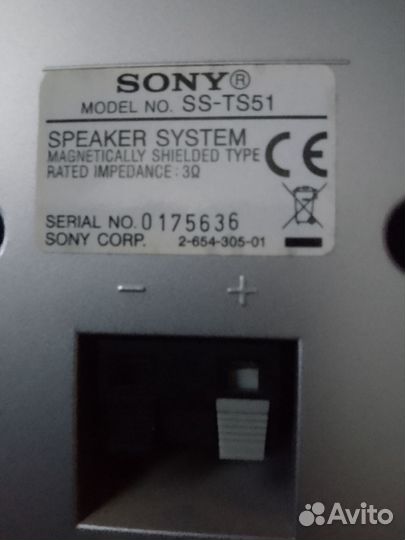 SONY®
MODEL NO. SS-TS51
SPEAKER SYSTEM
MAGNETICALLY SHIELDED TYPE
RATED IMPEDANCE: 3Ω
CE
SERIAL NO. 0175636
SONY CORP. 2-654-305-01
− +
Avito